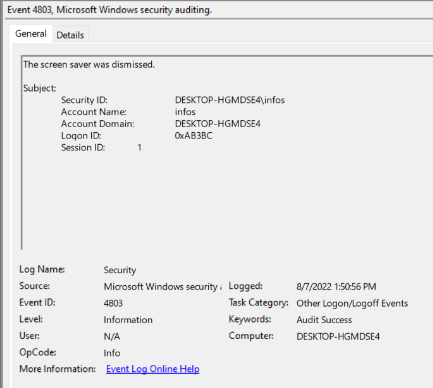 Event 4803, Microsoft Windows security auditing.
General Details
The screen saver was dismissed.
Subject:
Security ID: DESKTOP-HGMDSE4\infos
Account Name: infos
Account Domain: DESKTOP-HGMDSE4
Logon ID: 0xAB3BC
Session ID: 1
Log Name: Security
Source: Microsoft Windows security Logged: 8/7/2022 1:50:56 PM
Event ID: 4803 Task Category: Other Logon/Logoff Events
Level: Information Keywords: Audit Success
User: N/A Computer: DESKTOP-HGMDSE4
OpCode: Info
More Information: Event Log Online Help